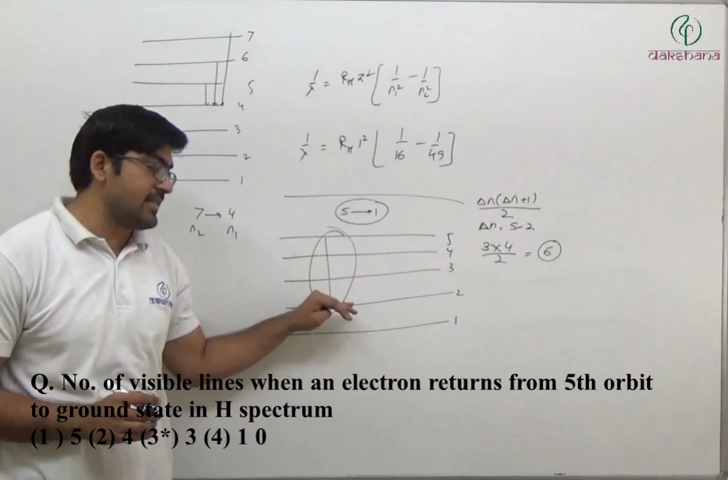 dakshana
7
6
5
4
3
2
1
1/λ = R_H Z² [ 1/n₁² - 1/n₂² ]
1/λ = R_H 1² [ 1/16 - 1/49 ]
7 → 4
n₂ n₁
5 → 1
5
4
3
2
1
Δn(Δn+1)/2
Δn. 5-2
3×4/2 = 6
Q. No. of visible lines when an electron returns from 5th orbit
to ground state in H spectrum
(1 ) 5 (2) 4 (3*) 3 (4) 1 0